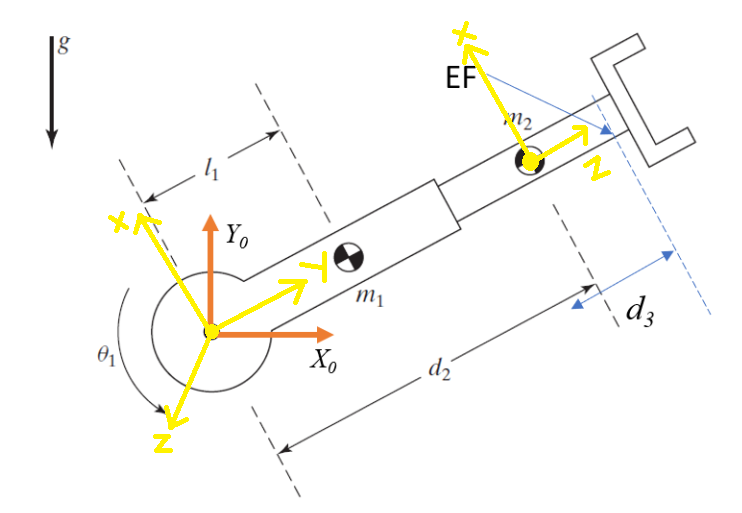 g
X
EF
m₂
Z
l₁
X
Y₀
Y
m₁
X₀
θ₁
d₂
d₃
Z